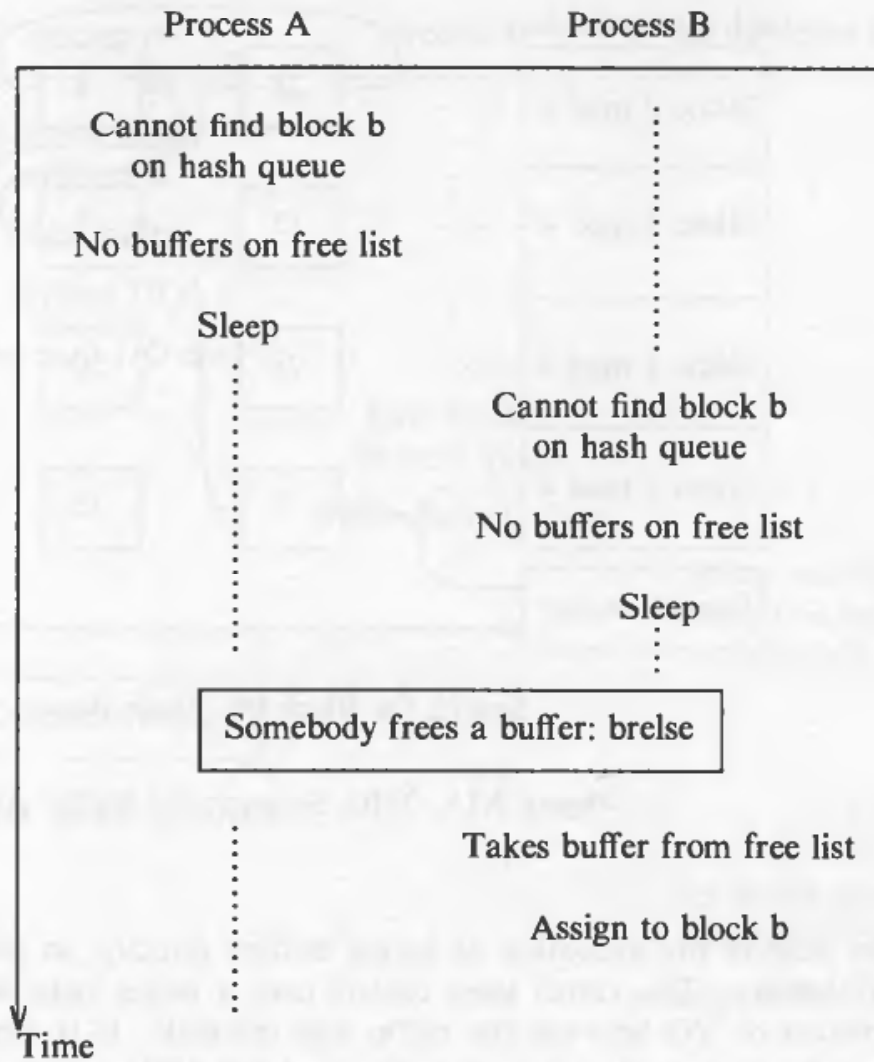 Process A
Process B
Cannot find block b
on hash queue
No buffers on free list
Sleep
Cannot find block b
on hash queue
No buffers on free list
Sleep
Somebody frees a buffer: brelse
Takes buffer from free list
Assign to block b
Time